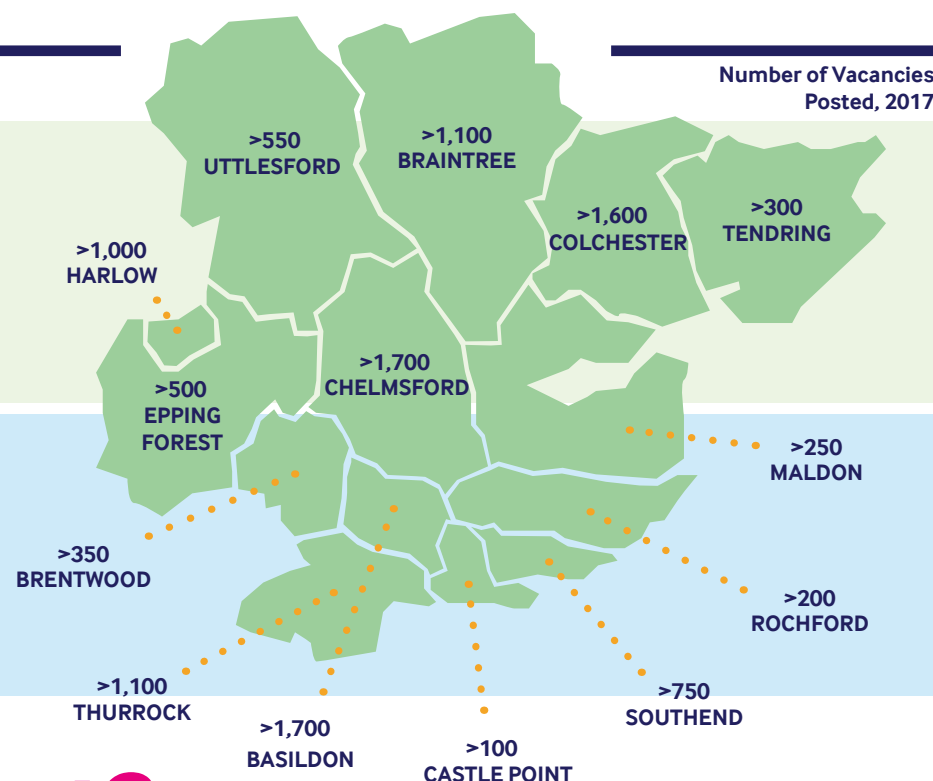 Number of Vacancies
Posted, 2017
>550
UTTLESFORD
>1,100
BRAINTREE
>1,600
COLCHESTER
>300
TENDRING
>1,000
HARLOW
>500
EPPING
FOREST
>1,700
CHELMSFORD
>250
MALDON
>350
BRENTWOOD
>200
ROCHFORD
>1,100
THURROCK
>1,700
BASILDON
>100
CASTLE POINT
>750
SOUTHEND